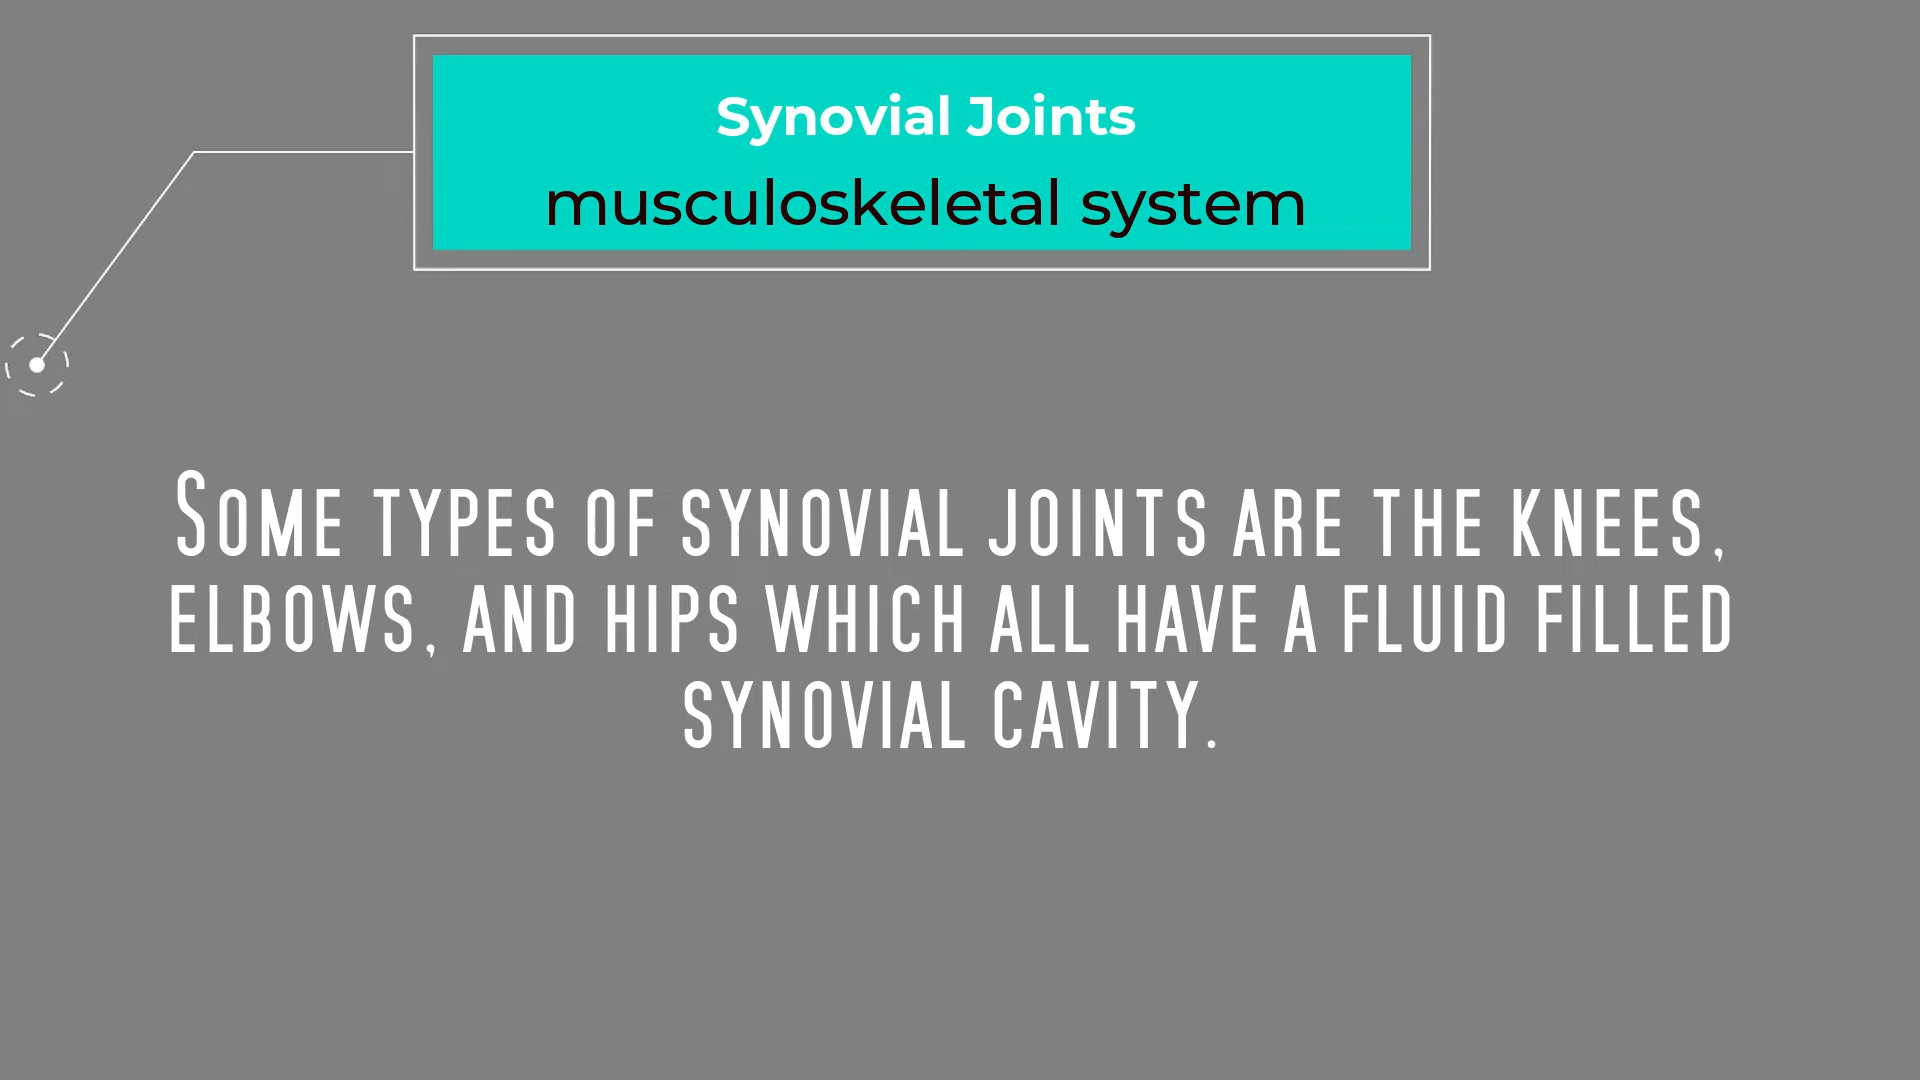 Synovial Joints
musculoskeletal system
Some types of synovial joints are the knees,
elbows, and hips which all have a fluid filled
synovial cavity.